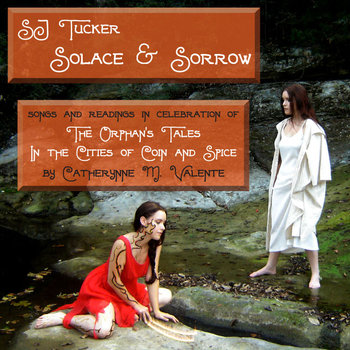 SJ Tucker
Solace & Sorrow
songs and readings in celebration of
The Orphan's Tales
In the Cities of Coin and Spice
by Catherynne M. Valente